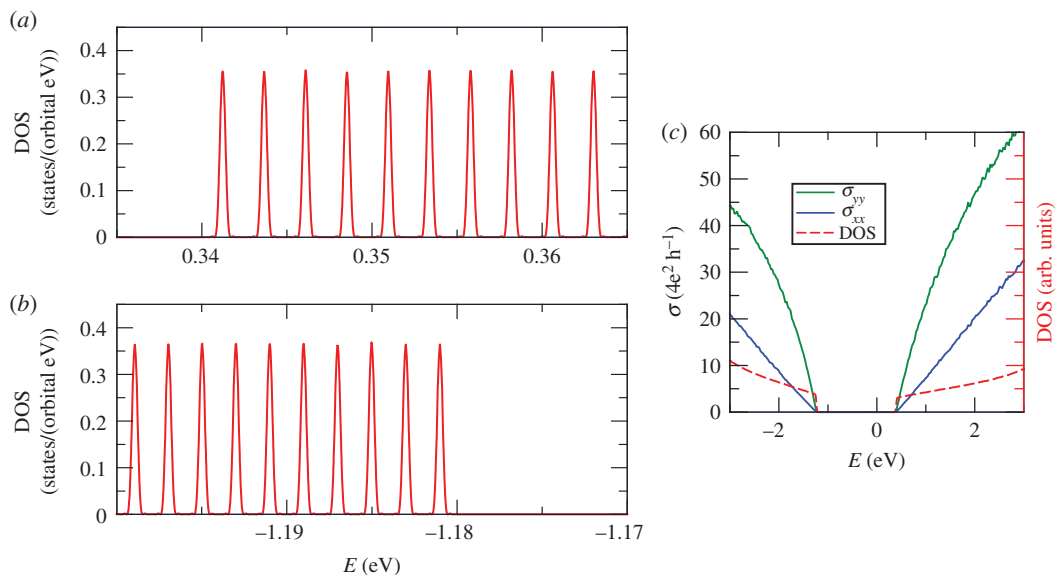 (a)
0.4
0.3
0.2
0.1
0
DOS
(states/(orbital eV))
0.34
0.35
0.36
(b)
0.4
0.3
0.2
0.1
0
DOS
(states/(orbital eV))
−1.19
−1.18
−1.17
E (eV)
(c)
60
50
40
30
20
10
0
σ (4e² h⁻¹)
σyy
σxx
DOS
DOS (arb. units)
−2
0
2
E (eV)